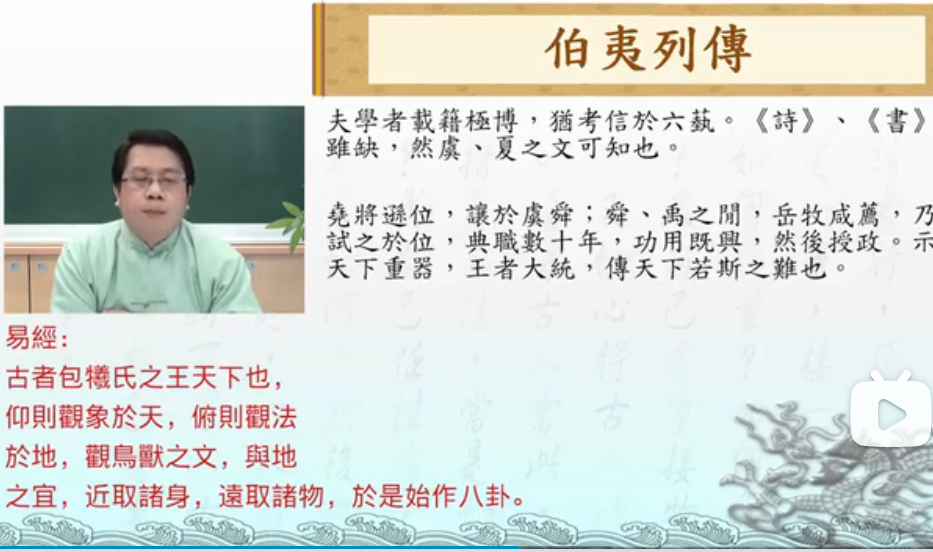 伯夷列傳
夫學者載籍極博，猶考信於六蓺。《詩》、《書》
雖缺，然虞、夏之文可知也。
堯將遜位，讓於虞舜；舜、禹之閒，岳牧咸薦，乃
試之於位，典職數十年，功用既興，然後授政。示
天下重器，王者大統，傳天下若斯之難也。
易經：
古者包犧氏之王天下也，
仰則觀象於天，俯則觀法
於地，觀鳥獸之文，與地
之宜，近取諸身，遠取諸物，於是始作八卦。